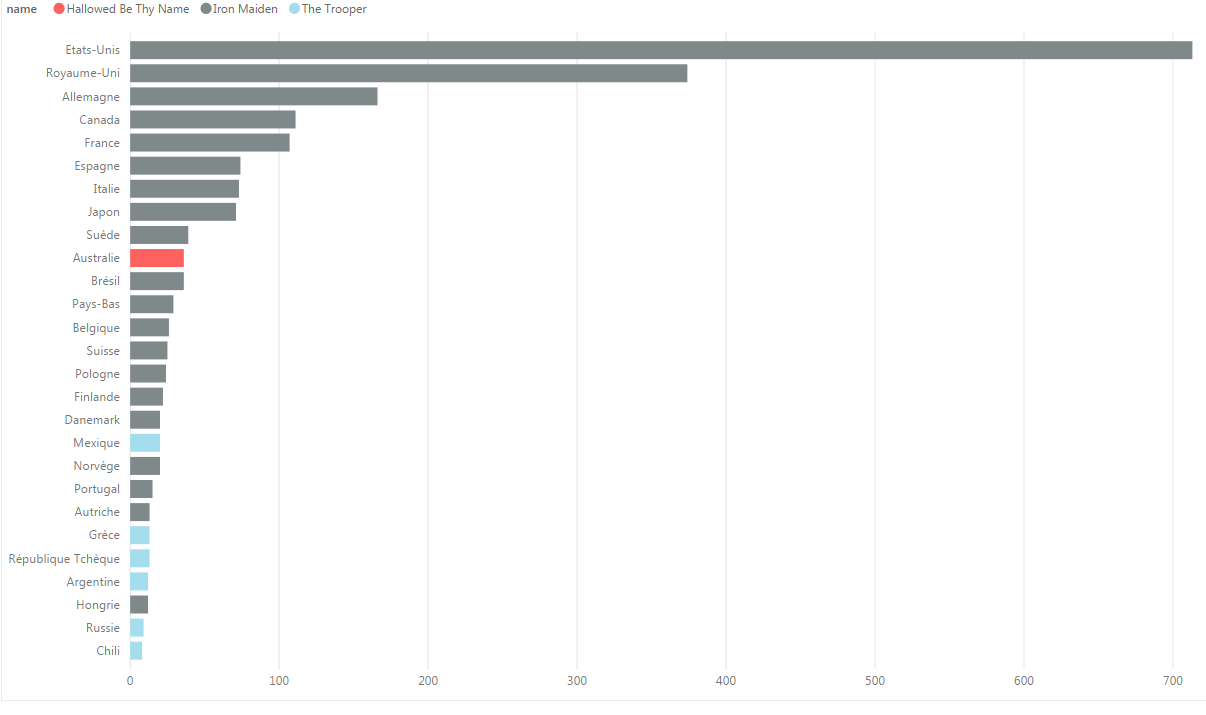 name Hallowed Be Thy Name Iron Maiden The Trooper
Etats-Unis
Royaume-Uni
Allemagne
Canada
France
Espagne
Italie
Japon
Suède
Australie
Brésil
Pays-Bas
Belgique
Suisse
Pologne
Finlande
Danemark
Mexique
Norvège
Portugal
Autriche
Grèce
République Tchèque
Argentine
Hongrie
Russie
Chili
0 100 200 300 400 500 600 700